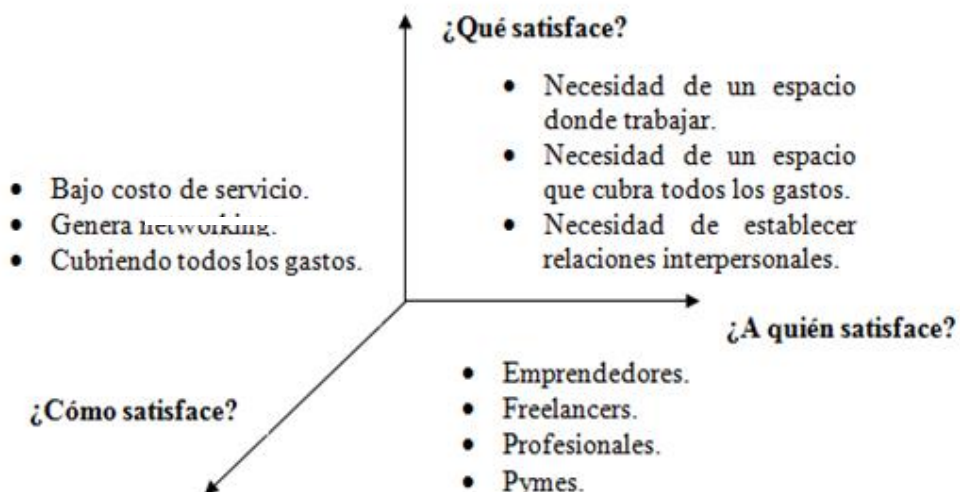 ¿Qué satisface?
• Necesidad de un espacio
donde trabajar.
• Necesidad de un espacio
que cubra todos los gastos.
• Necesidad de establecer
relaciones interpersonales.
• Bajo costo de servicio.
• Genera networking.
• Cubriendo todos los gastos.
¿A quién satisface?
• Emprendedores.
• Freelancers.
• Profesionales.
• Pymes.
¿Cómo satisface?